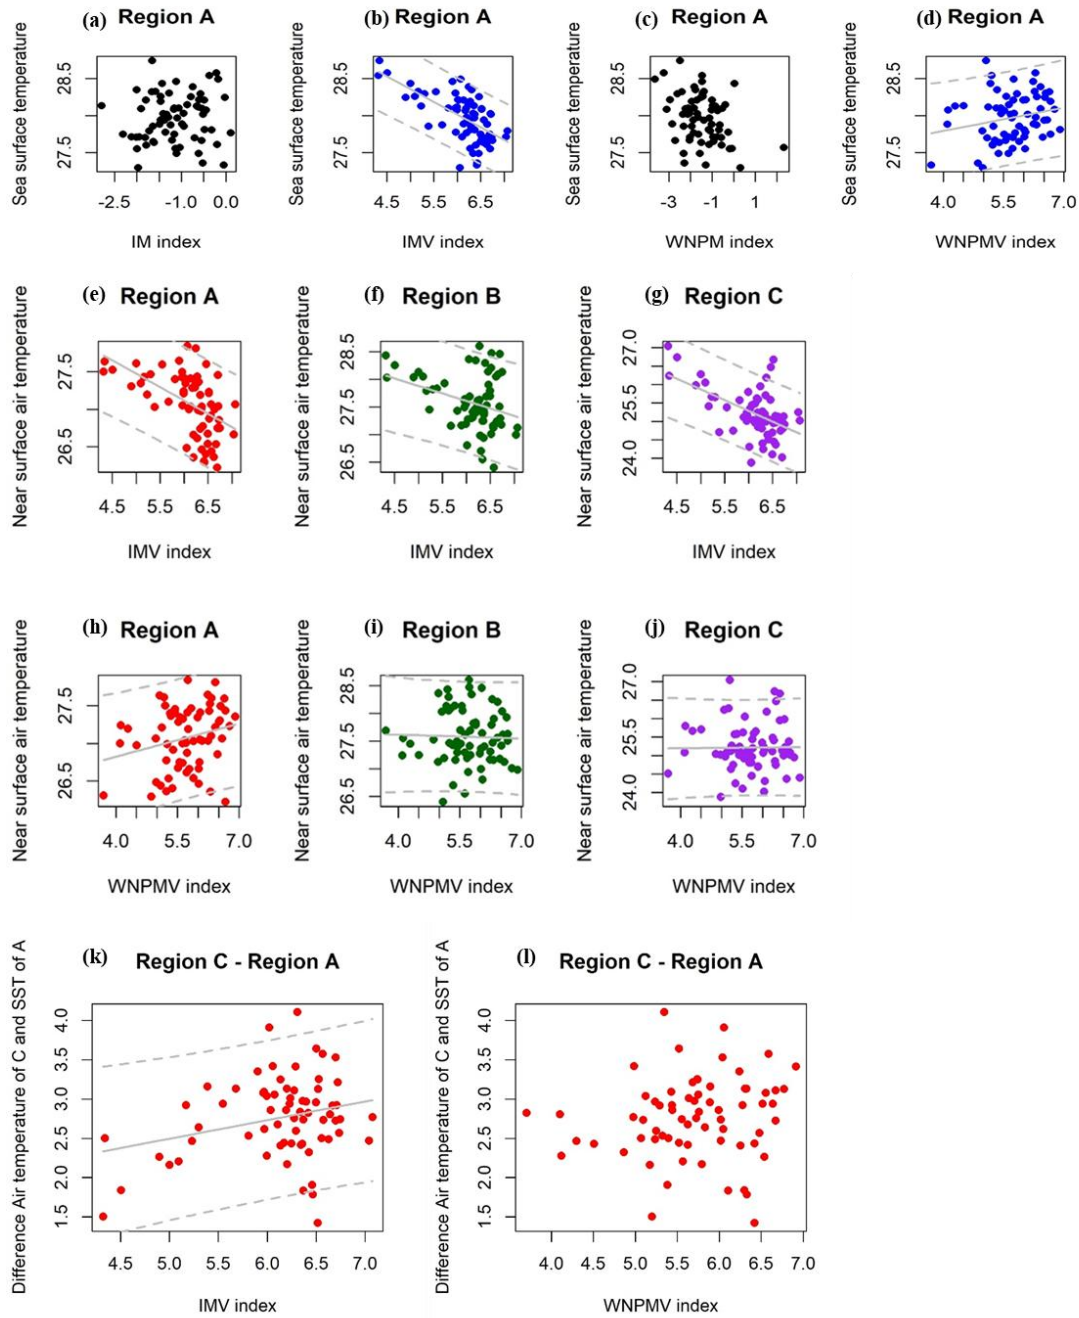 (a) Region A
Sea surface temperature
28.5
27.5
-2.5 -1.0 0.0
IM index
(b) Region A
Sea surface temperature
28.5
27.5
4.5 5.5 6.5
IMV index
(c) Region A
Sea surface temperature
28.5
27.5
-3 -1 1
WNPM index
(d) Region A
Sea surface temperature
28.5
27.5
4.0 5.5 7.0
WNPMV index
(e) Region A
Near surface air temperature
27.5
26.5
4.5 5.5 6.5
IMV index
(f) Region B
Near surface air temperature
28.5
27.5
26.5
4.5 5.5 6.5
IMV index
(g) Region C
Near surface air temperature
27.0
25.5
24.0
4.5 5.5 6.5
IMV index
(h) Region A
Near surface air temperature
27.5
26.5
4.0 5.5 7.0
WNPMV index
(i) Region B
Near surface air temperature
28.5
27.5
26.5
4.0 5.5 7.0
WNPMV index
(j) Region C
Near surface air temperature
27.0
25.5
24.0
4.0 5.5 7.0
WNPMV index
(k) Region C - Region A
Difference Air temperature of C and SST of A
4.0
3.5
3.0
2.5
2.0
1.5
4.5 5.0 5.5 6.0 6.5 7.0
IMV index
(l) Region C - Region A
Difference Air temperature of C and SST of A
4.0
3.5
3.0
2.5
2.0
1.5
4.0 4.5 5.0 5.5 6.0 6.5 7.0
WNPMV index